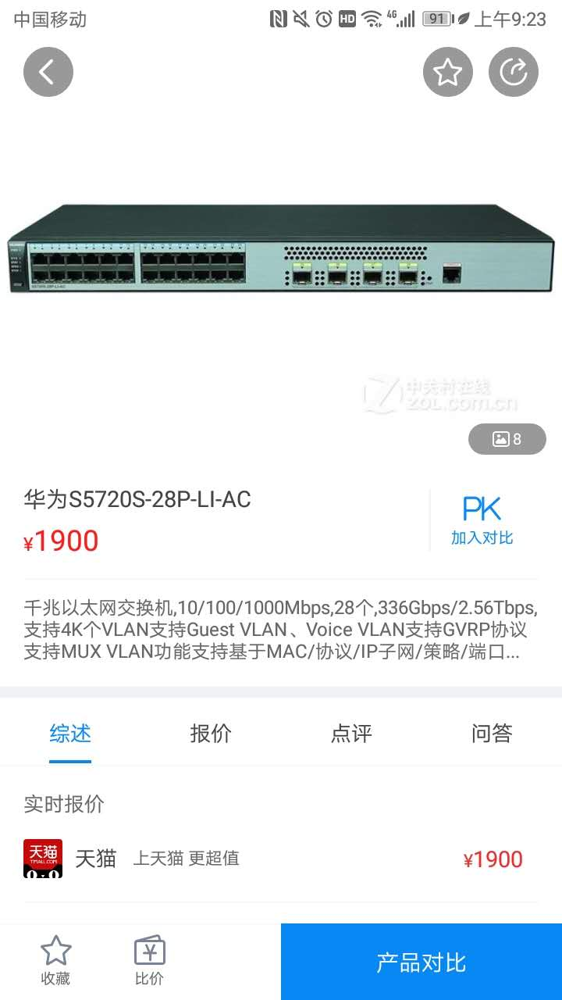 中国移动
HD
4G
91
上午9:23
S5720S-28P-LI-AC
中关村在线
ZOL.com.cn
8
华为S5720S-28P-LI-AC
¥1900
PK
加入对比
千兆以太网交换机,10/100/1000Mbps,28个,336Gbps/2.56Tbps,
支持4K个VLAN支持Guest VLAN、Voice VLAN支持GVRP协议
支持MUX VLAN功能支持基于MAC/协议/IP子网/策略/端口...
综述
报价
点评
问答
实时报价
天猫
TMALL.COM
天猫
上天猫 更超值
¥1900
收藏
比价
产品对比